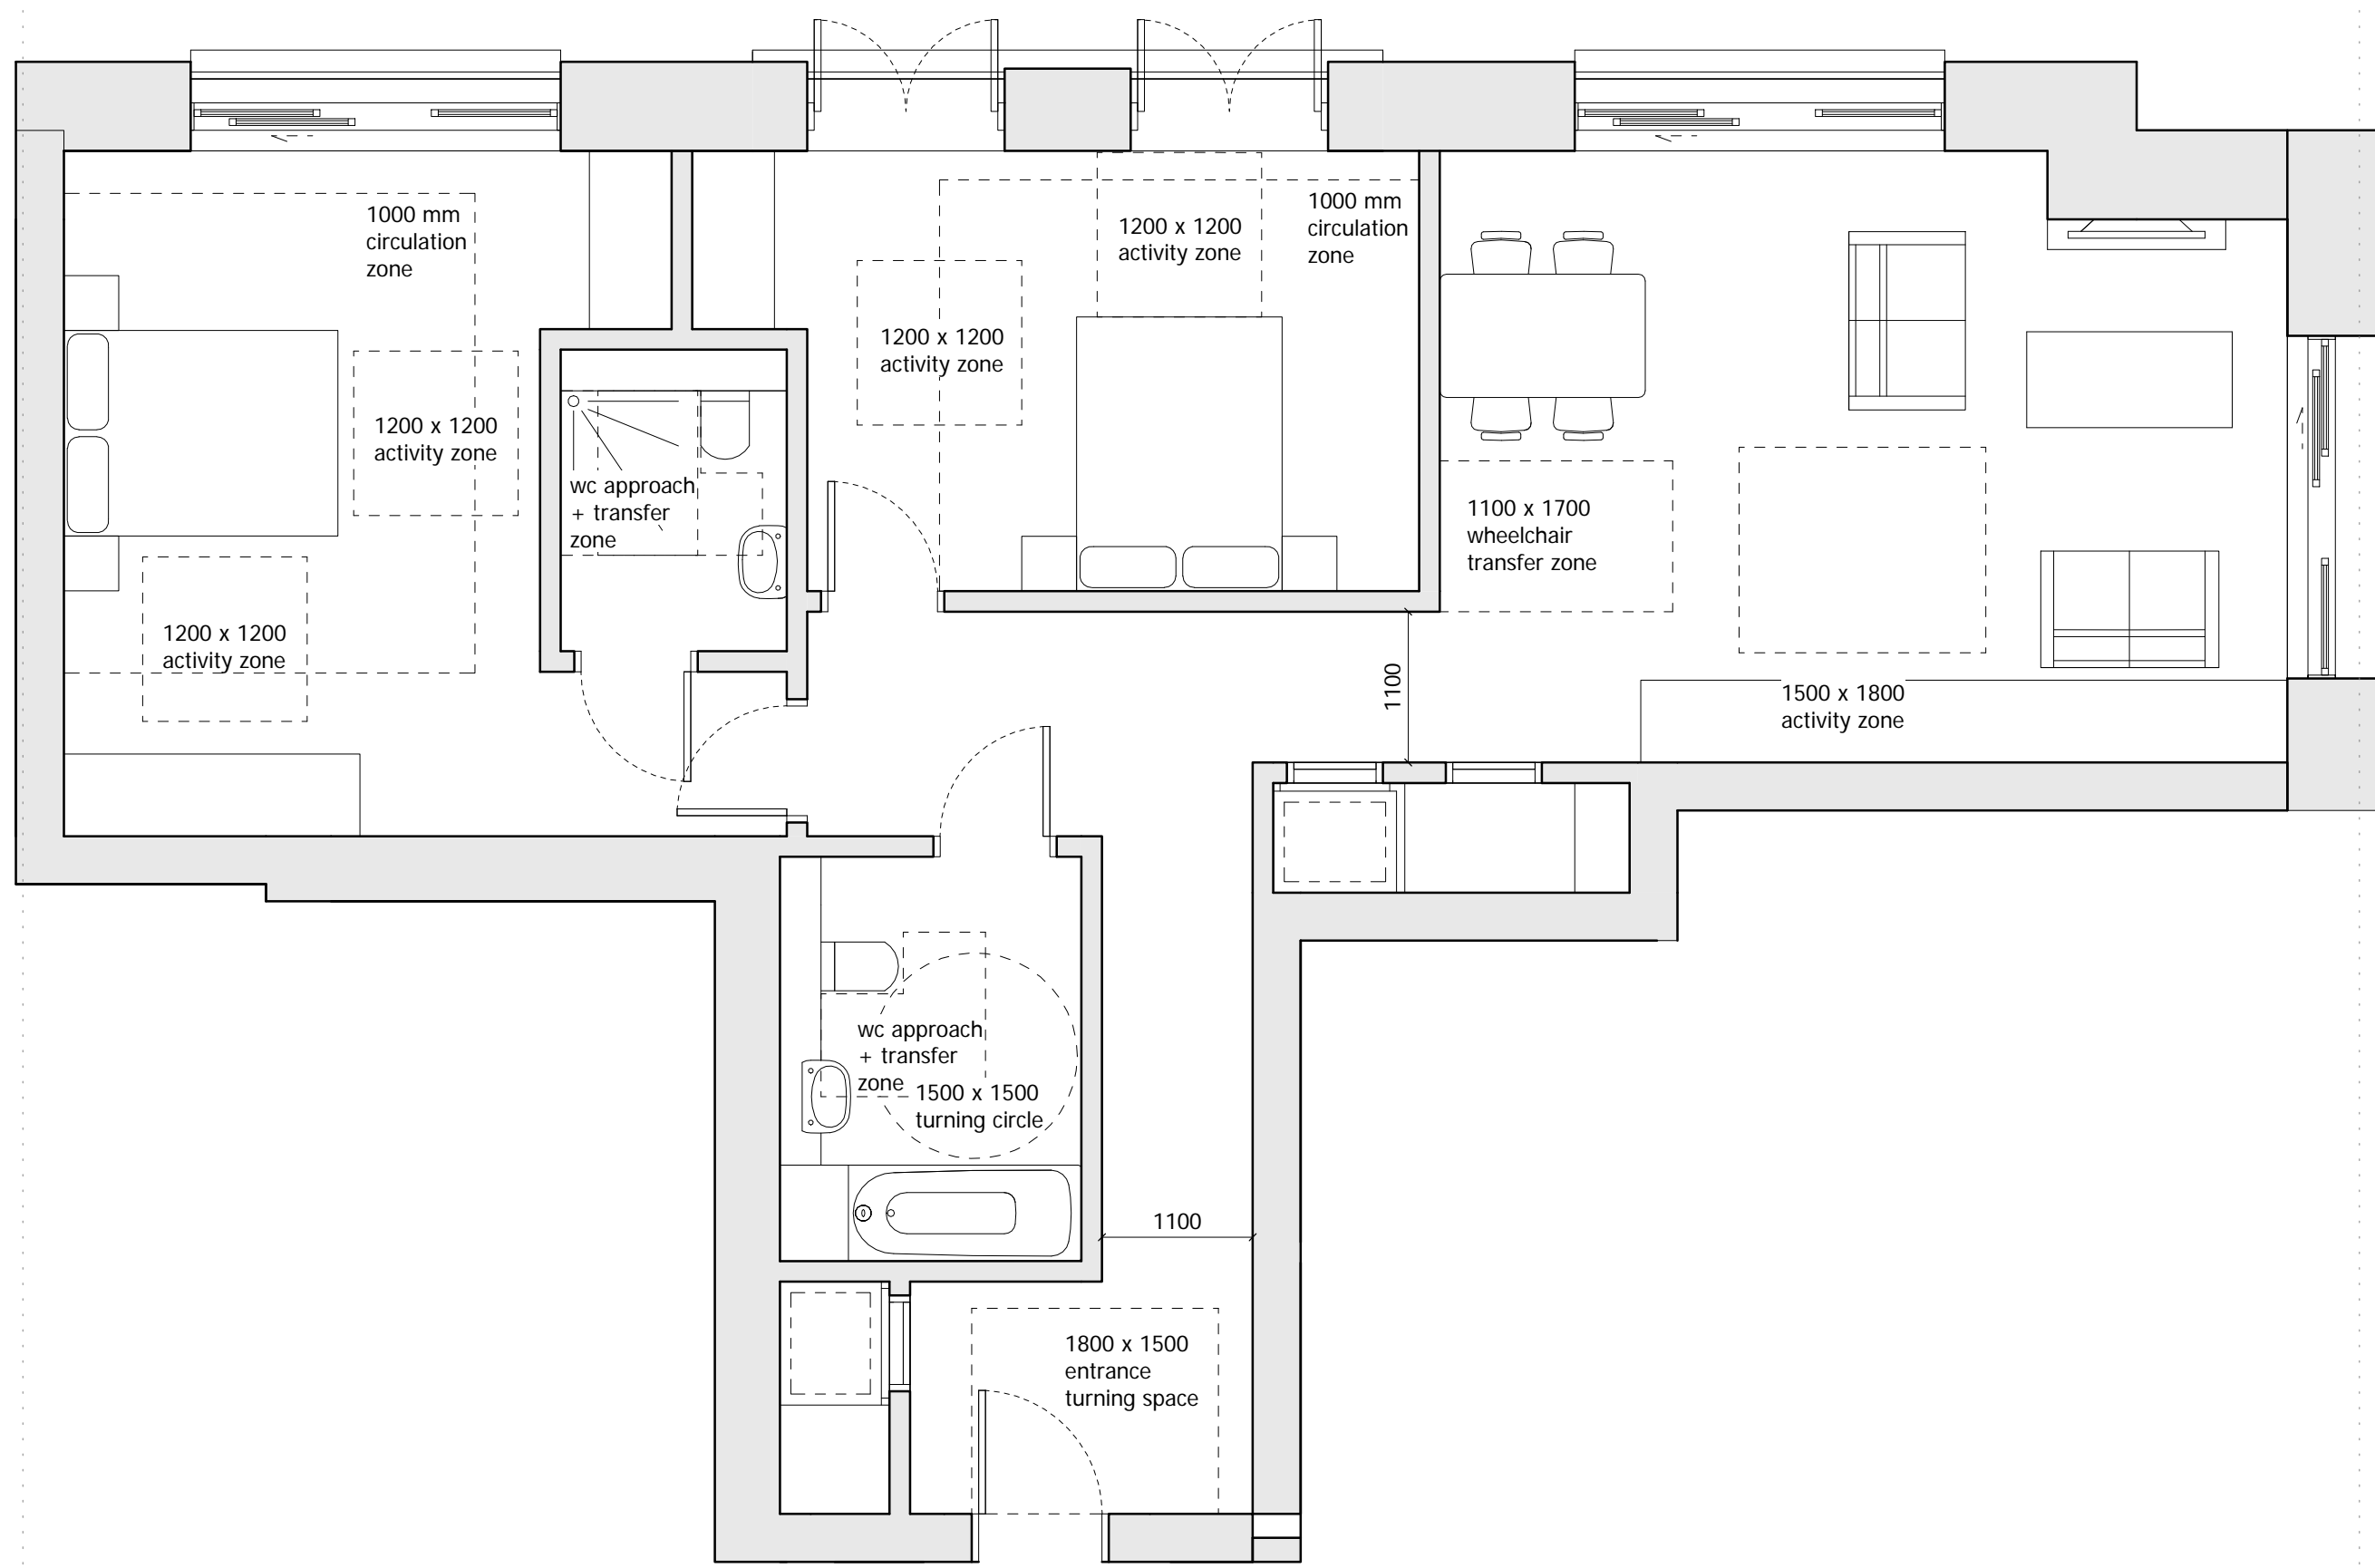 1000 mm
circulation
zone
1200 x 1200
activity zone
1000 mm
circulation
zone
1200 x 1200
activity zone
1200 x 1200
activity zone
wc approach
+ transfer
zone
1100 x 1700
wheelchair
transfer zone
1200 x 1200
activity zone
1100
1500 x 1800
activity zone
wc approach
+ transfer
zone
1500 x 1500
turning circle
1100
1800 x 1500
entrance
turning space